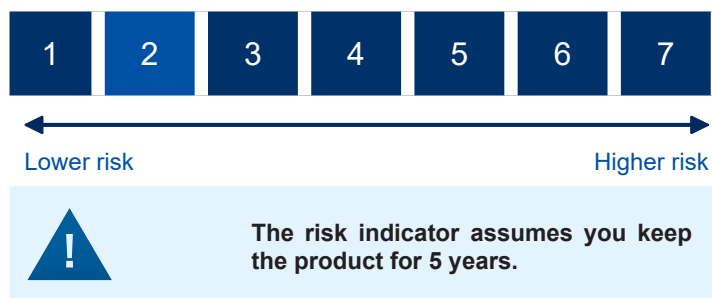 1 2 3 4 5 6 7
Lower risk Higher risk
! The risk indicator assumes you keep
the product for 5 years.